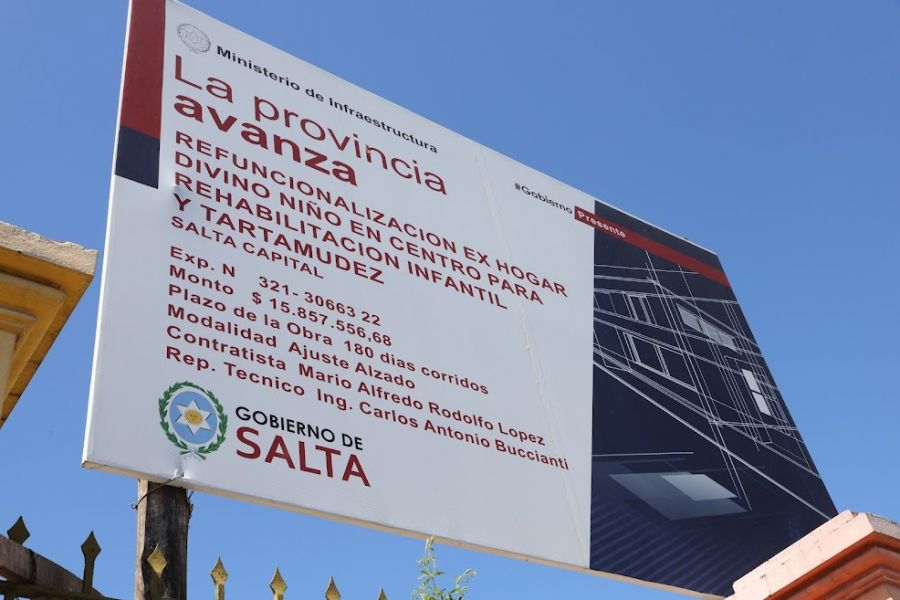 Ministerio de Infraestructura
La provincia
avanza
#Gobierno Presente
REFUNCIONALIZACION EX HOGAR
DIVINO NIÑO EN CENTRO PARA
REHABILITACION INFANTIL
Y TARTAMUDEZ
SALTA CAPITAL
Exp. N 321- 30663 22
Monto $ 15.857.556,68
Plazo de la Obra 180 dias corridos
Modalidad Ajuste Alzado
Contratista Mario Alfredo Rodolfo Lopez
Rep. Tecnico Ing. Carlos Antonio Buccianti
GOBIERNO DE
SALTA